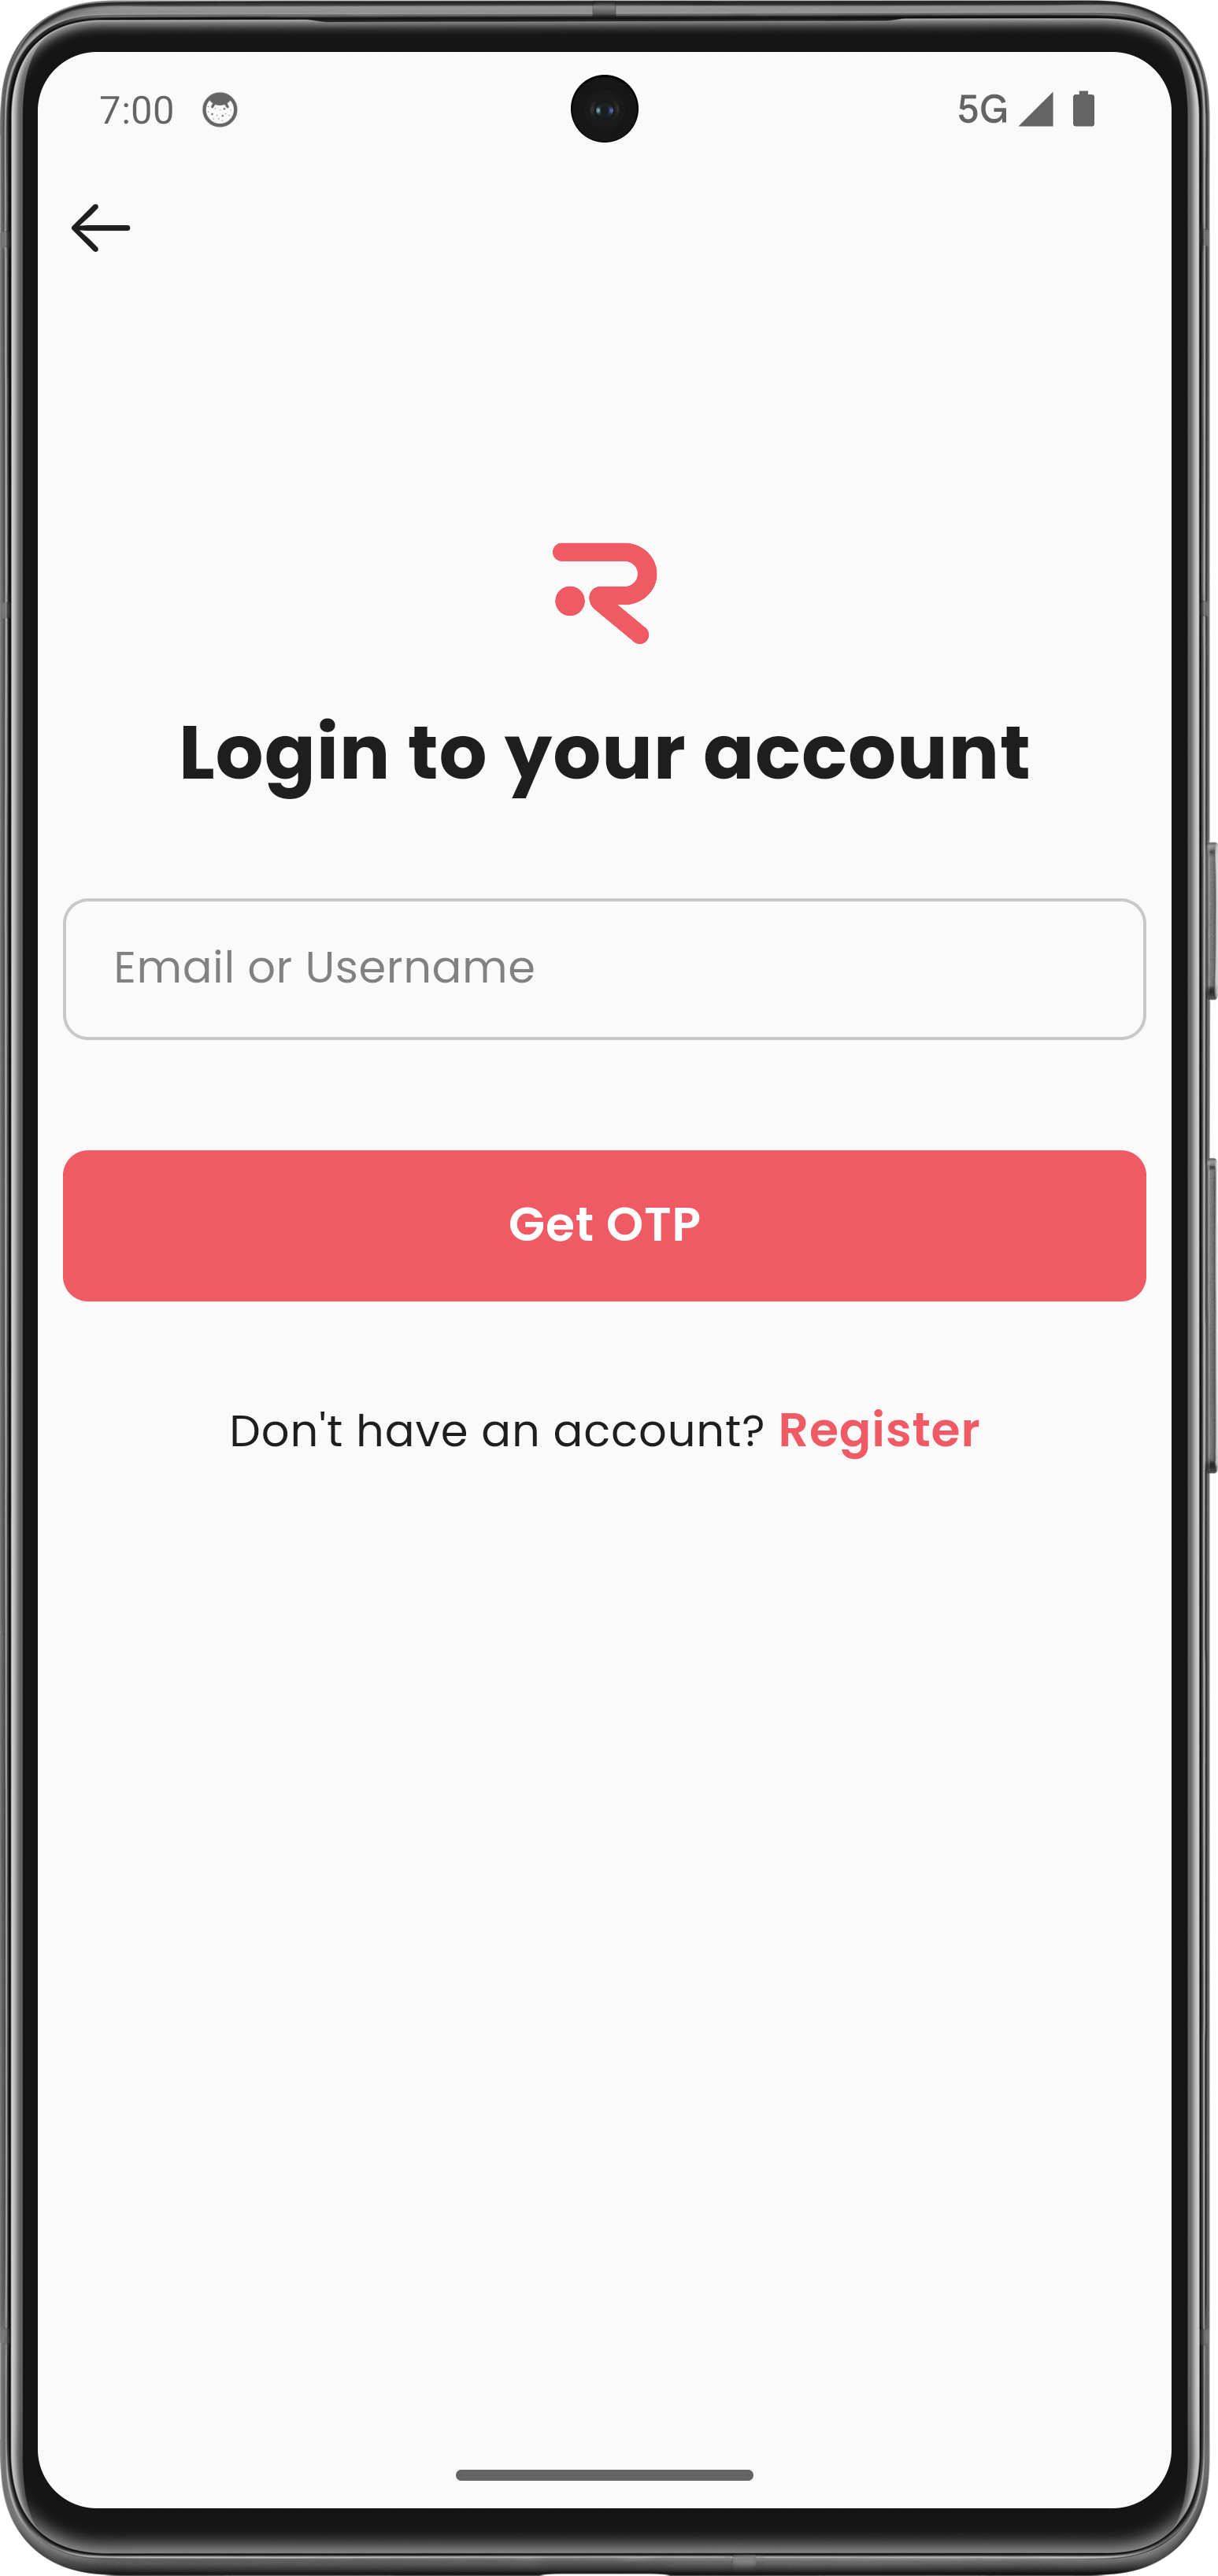 7:00 5G
Login to your account
Email or Username
Get OTP
Don't have an account? Register